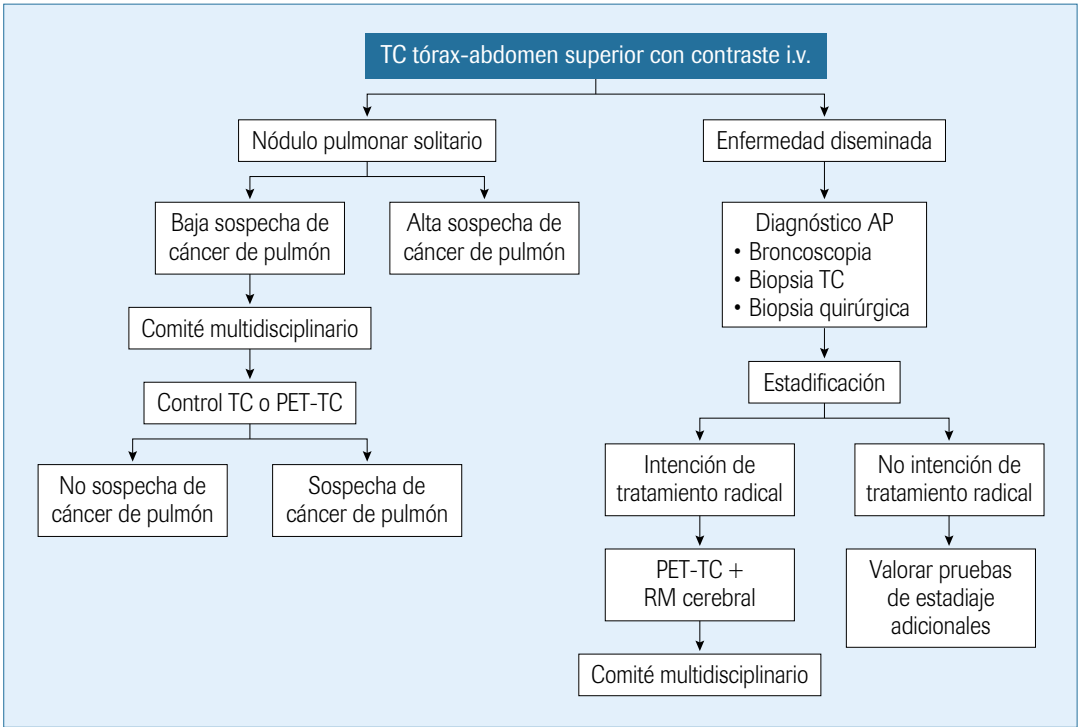 TC tórax-abdomen superior con contraste i.v.
Nódulo pulmonar solitario
Enfermedad diseminada
Baja sospecha de
cáncer de pulmón
Alta sospecha de
cáncer de pulmón
Diagnóstico AP
• Broncoscopia
• Biopsia TC
• Biopsia quirúrgica
Comité multidisciplinario
Estadificación
Control TC o PET-TC
No sospecha de
cáncer de pulmón
Sospecha de
cáncer de pulmón
Intención de
tratamiento radical
No intención de
tratamiento radical
PET-TC +
RM cerebral
Valorar pruebas
de estadiaje
adicionales
Comité multidisciplinario